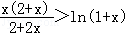 x(2+x)/(2+2x) > ln(1+x)